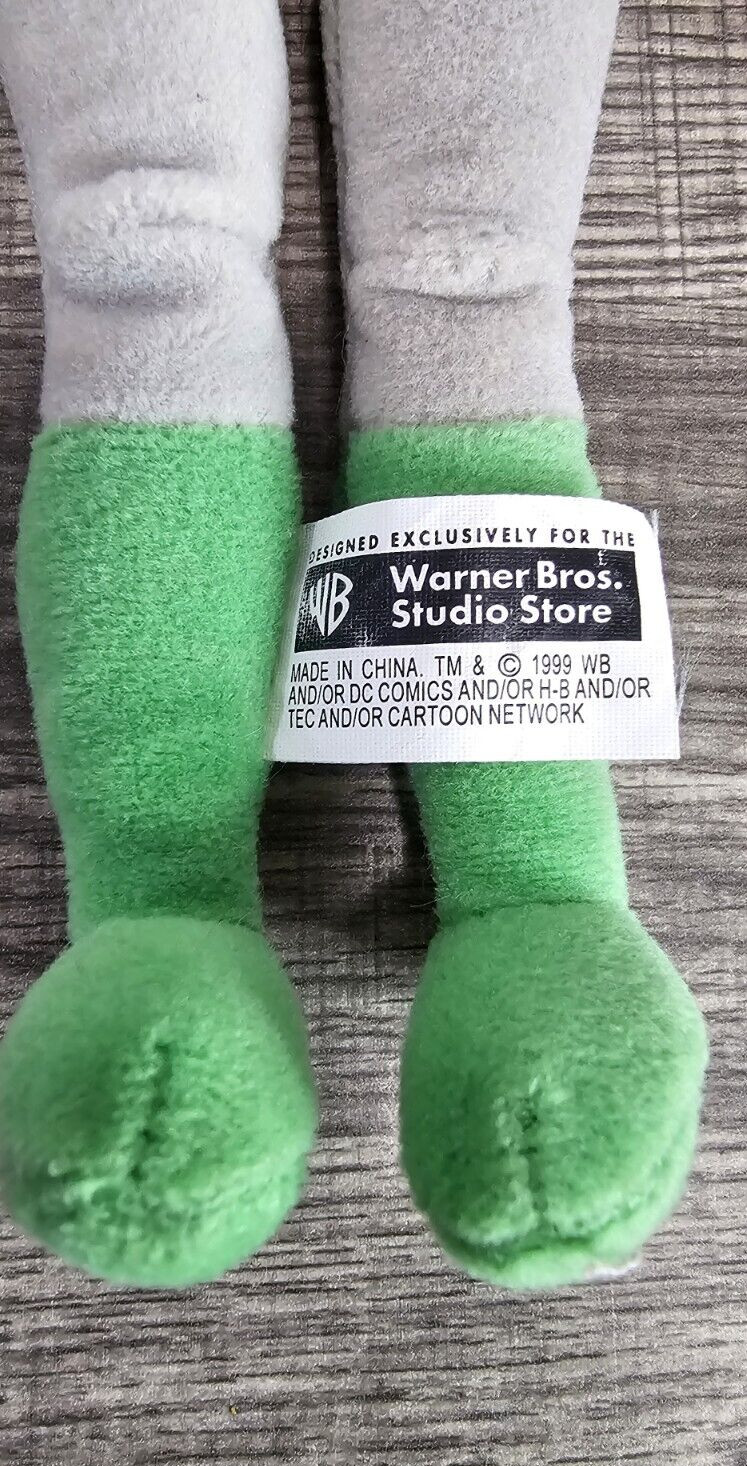 DESIGNED EXCLUSIVELY FOR THE
WB
Warner Bros.
Studio Store
MADE IN CHINA. TM & © 1999 WB
AND/OR DC COMICS AND/OR H-B AND/OR
TEC AND/OR CARTOON NETWORK